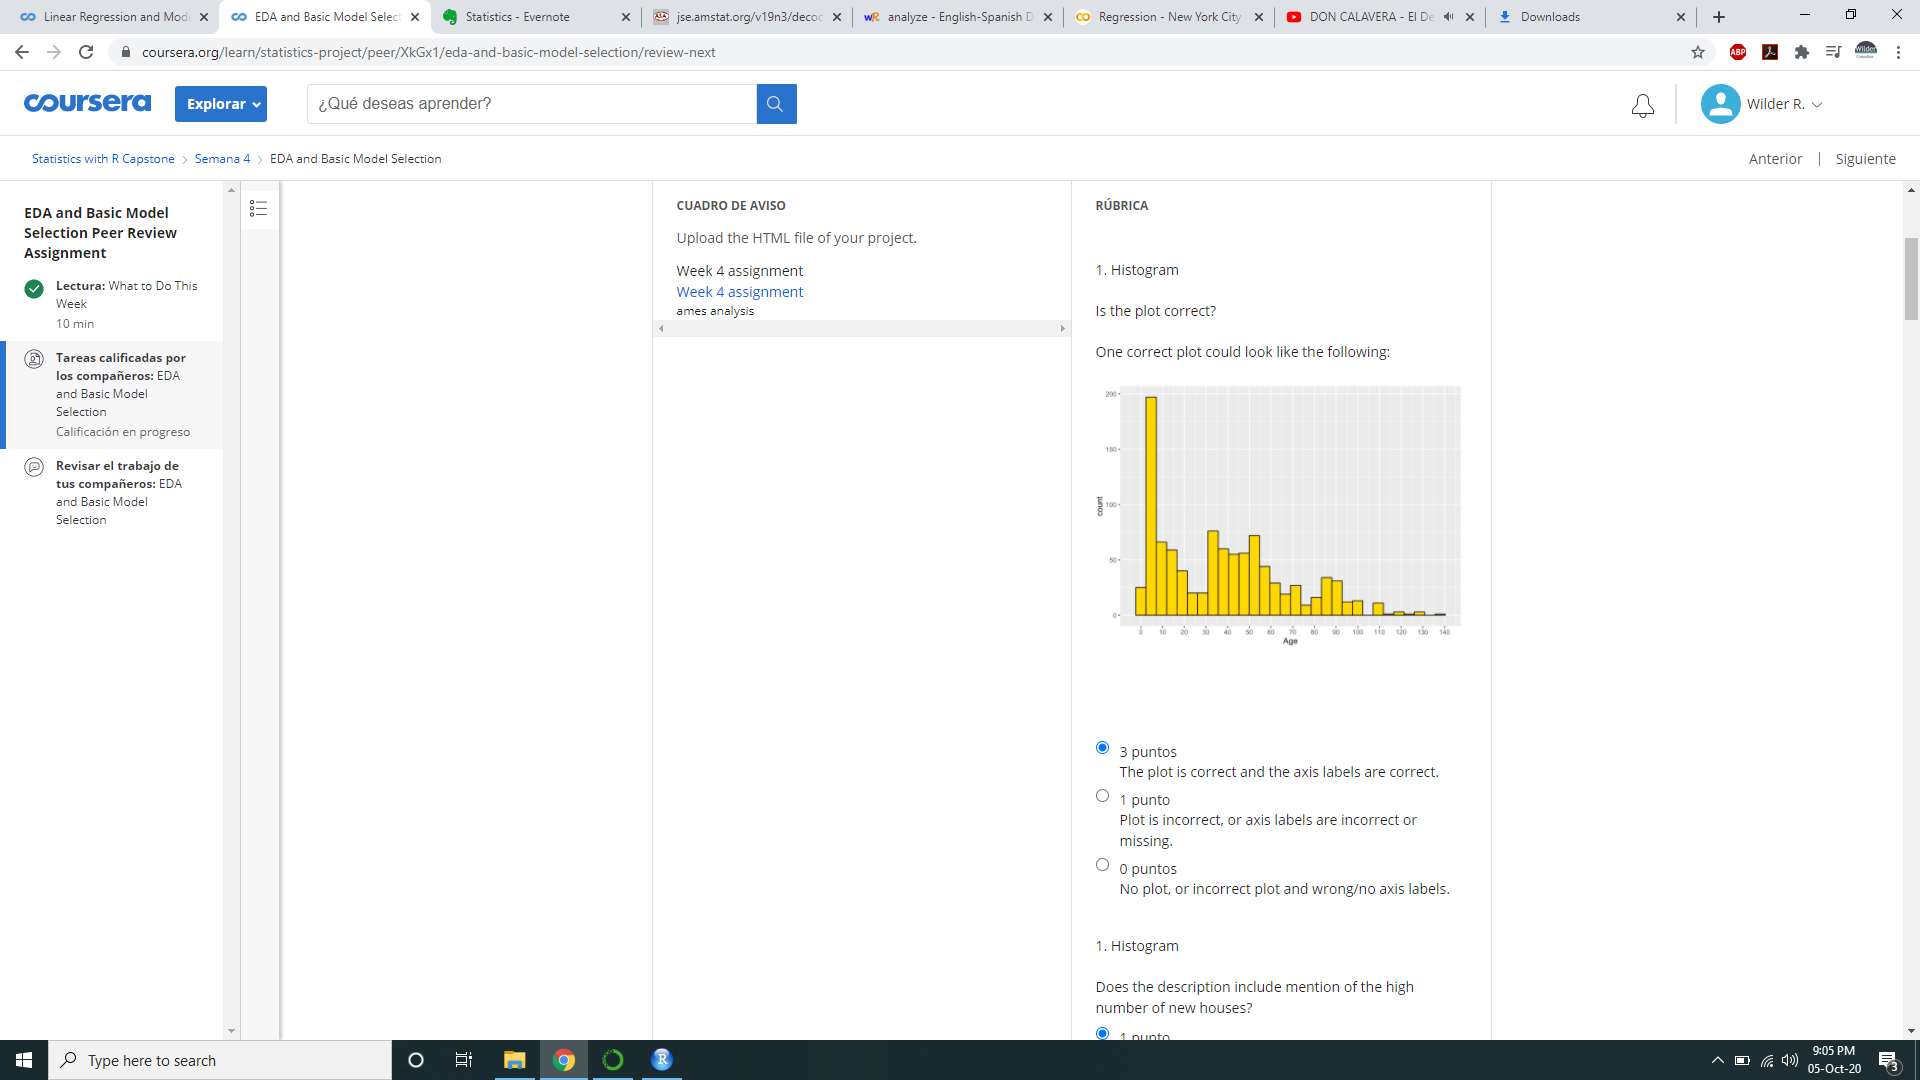 Linear Regression and Mode
EDA and Basic Model Select
Statistics - Evernote
jse.amstat.org/v19n3/decoc
wR analyze - English-Spanish D
Regression - New York City
DON CALAVERA - El De
Downloads
coursera.org/learn/statistics-project/peer/XkGx1/eda-and-basic-model-selection/review-next
ABP
coursera
Explorar
¿Qué deseas aprender?
Wilder R.
Statistics with R Capstone
Semana 4
EDA and Basic Model Selection
Anterior | Siguiente
EDA and Basic Model
Selection Peer Review
Assignment
Lectura: What to Do This
Week
10 min
Tareas calificadas por
los compañeros: EDA
and Basic Model
Selection
Calificación en progreso
Revisar el trabajo de
tus compañeros: EDA
and Basic Model
Selection
CUADRO DE AVISO
Upload the HTML file of your project.
Week 4 assignment
Week 4 assignment
ames analysis
RÚBRICA
1. Histogram
Is the plot correct?
One correct plot could look like the following:
200
150
100
50
0
count
0 10 20 30 40 50 60 70 80 90 100 110 120 130 140
Age
3 puntos
The plot is correct and the axis labels are correct.
1 punto
Plot is incorrect, or axis labels are incorrect or
missing.
0 puntos
No plot, or incorrect plot and wrong/no axis labels.
1. Histogram
Does the description include mention of the high
number of new houses?
1 punto
Type here to search
R
9:05 PM
05-Oct-20
3